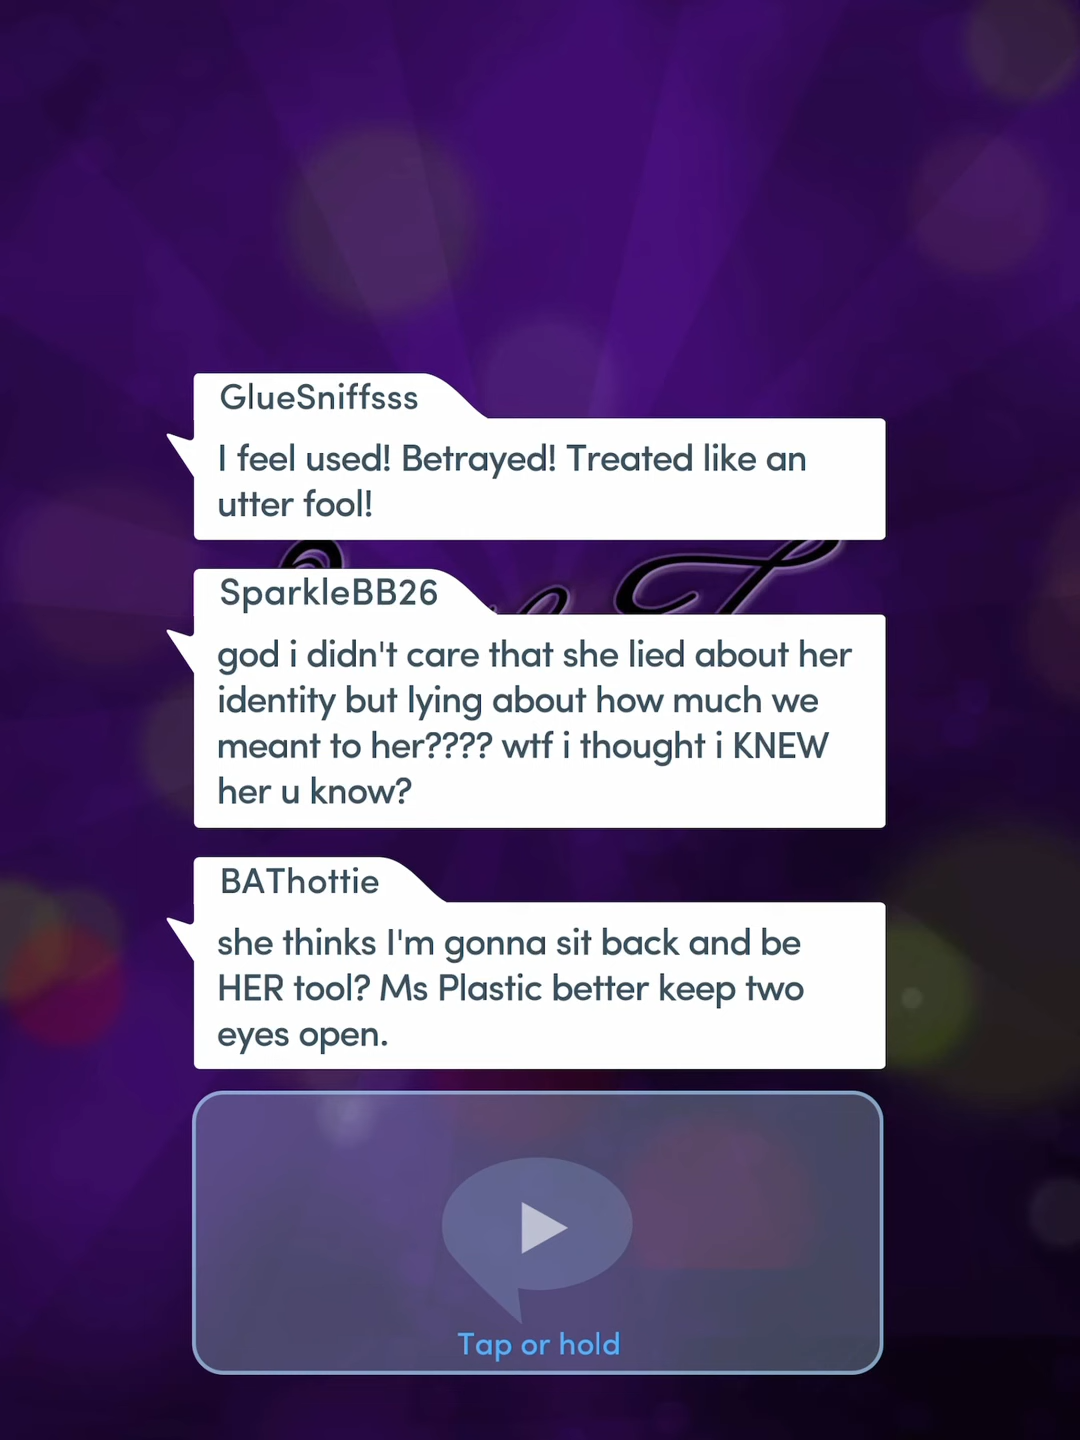 GlueSniffsss
I feel used! Betrayed! Treated like an
utter fool!
SparkleBB26
god i didn't care that she lied about her
identity but lying about how much we
meant to her???? wtf i thought i KNEW
her u know?
BAThottie
she thinks I'm gonna sit back and be
HER tool? Ms Plastic better keep two
eyes open.
Tap or hold